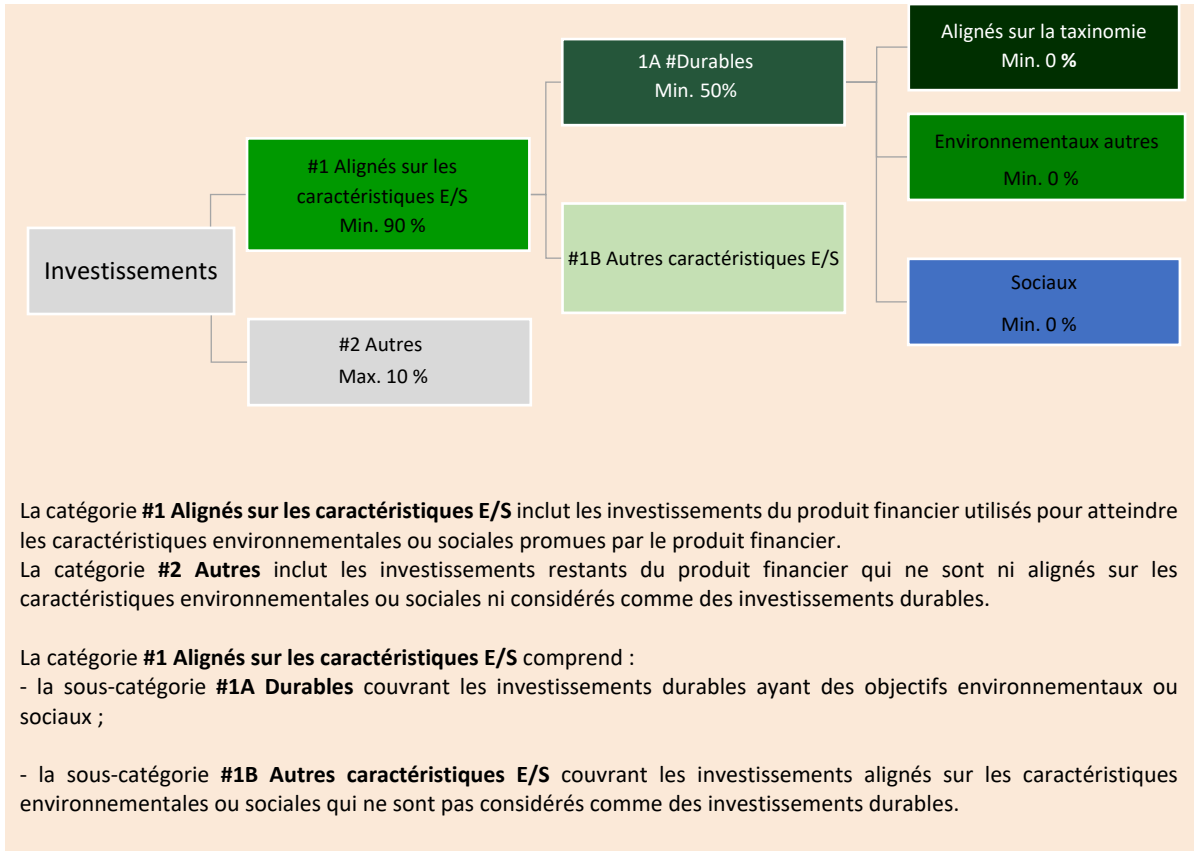 Investissements
#1 Alignés sur les
caractéristiques E/S
Min. 90 %
#2 Autres
Max. 10 %
1A #Durables
Min. 50%
#1B Autres caractéristiques E/S
Alignés sur la taxinomie
Min. 0 %
Environnementaux autres
Min. 0 %
Sociaux
Min. 0 %
La catégorie #1 Alignés sur les caractéristiques E/S inclut les investissements du produit financier utilisés pour atteindre
les caractéristiques environnementales ou sociales promues par le produit financier.
La catégorie #2 Autres inclut les investissements restants du produit financier qui ne sont ni alignés sur les
caractéristiques environnementales ou sociales ni considérés comme des investissements durables.
La catégorie #1 Alignés sur les caractéristiques E/S comprend :
- la sous-catégorie #1A Durables couvrant les investissements durables ayant des objectifs environnementaux ou
sociaux ;
- la sous-catégorie #1B Autres caractéristiques E/S couvrant les investissements alignés sur les caractéristiques
environnementales ou sociales qui ne sont pas considérés comme des investissements durables.